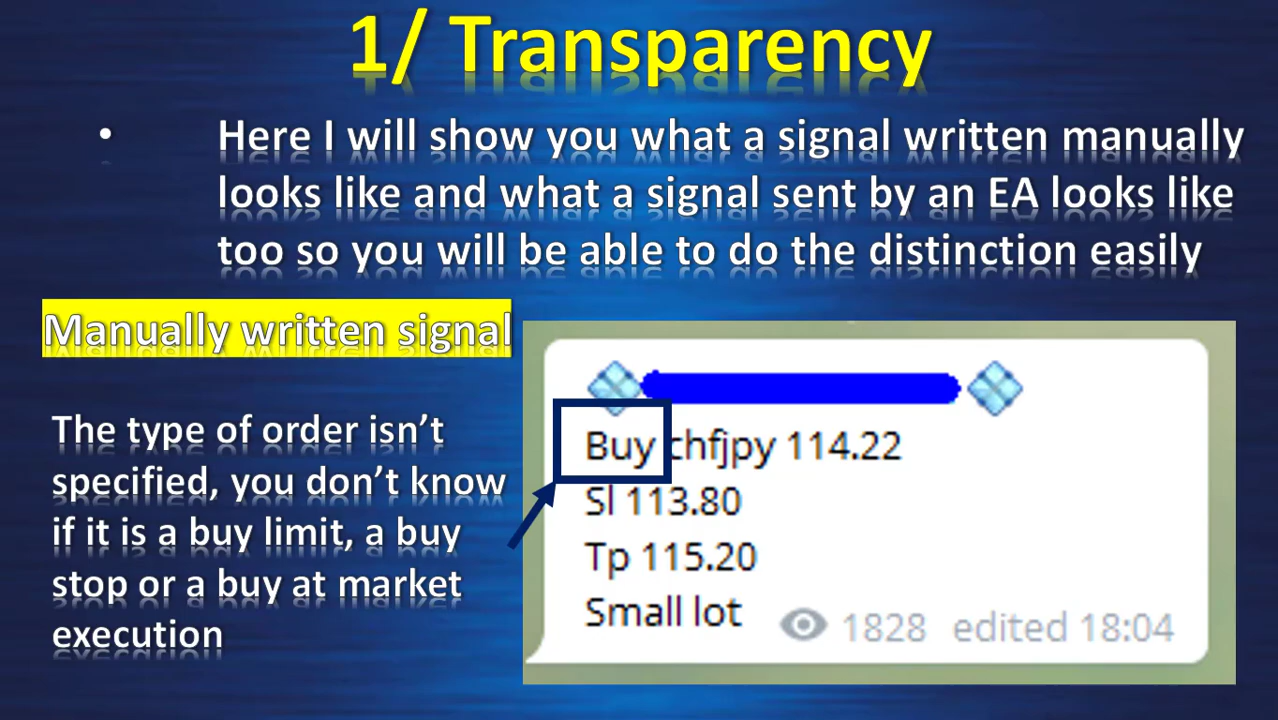 1/ Transparency
• Here I will show you what a signal written manually
looks like and what a signal sent by an EA looks like
too so you will be able to do the distinction easily
Manually written signal
The type of order isn’t
specified, you don’t know
if it is a buy limit, a buy
stop or a buy at market
execution
Buy chfjpy 114.22
Sl 113.80
Tp 115.20
Small lot
1828 edited 18:04